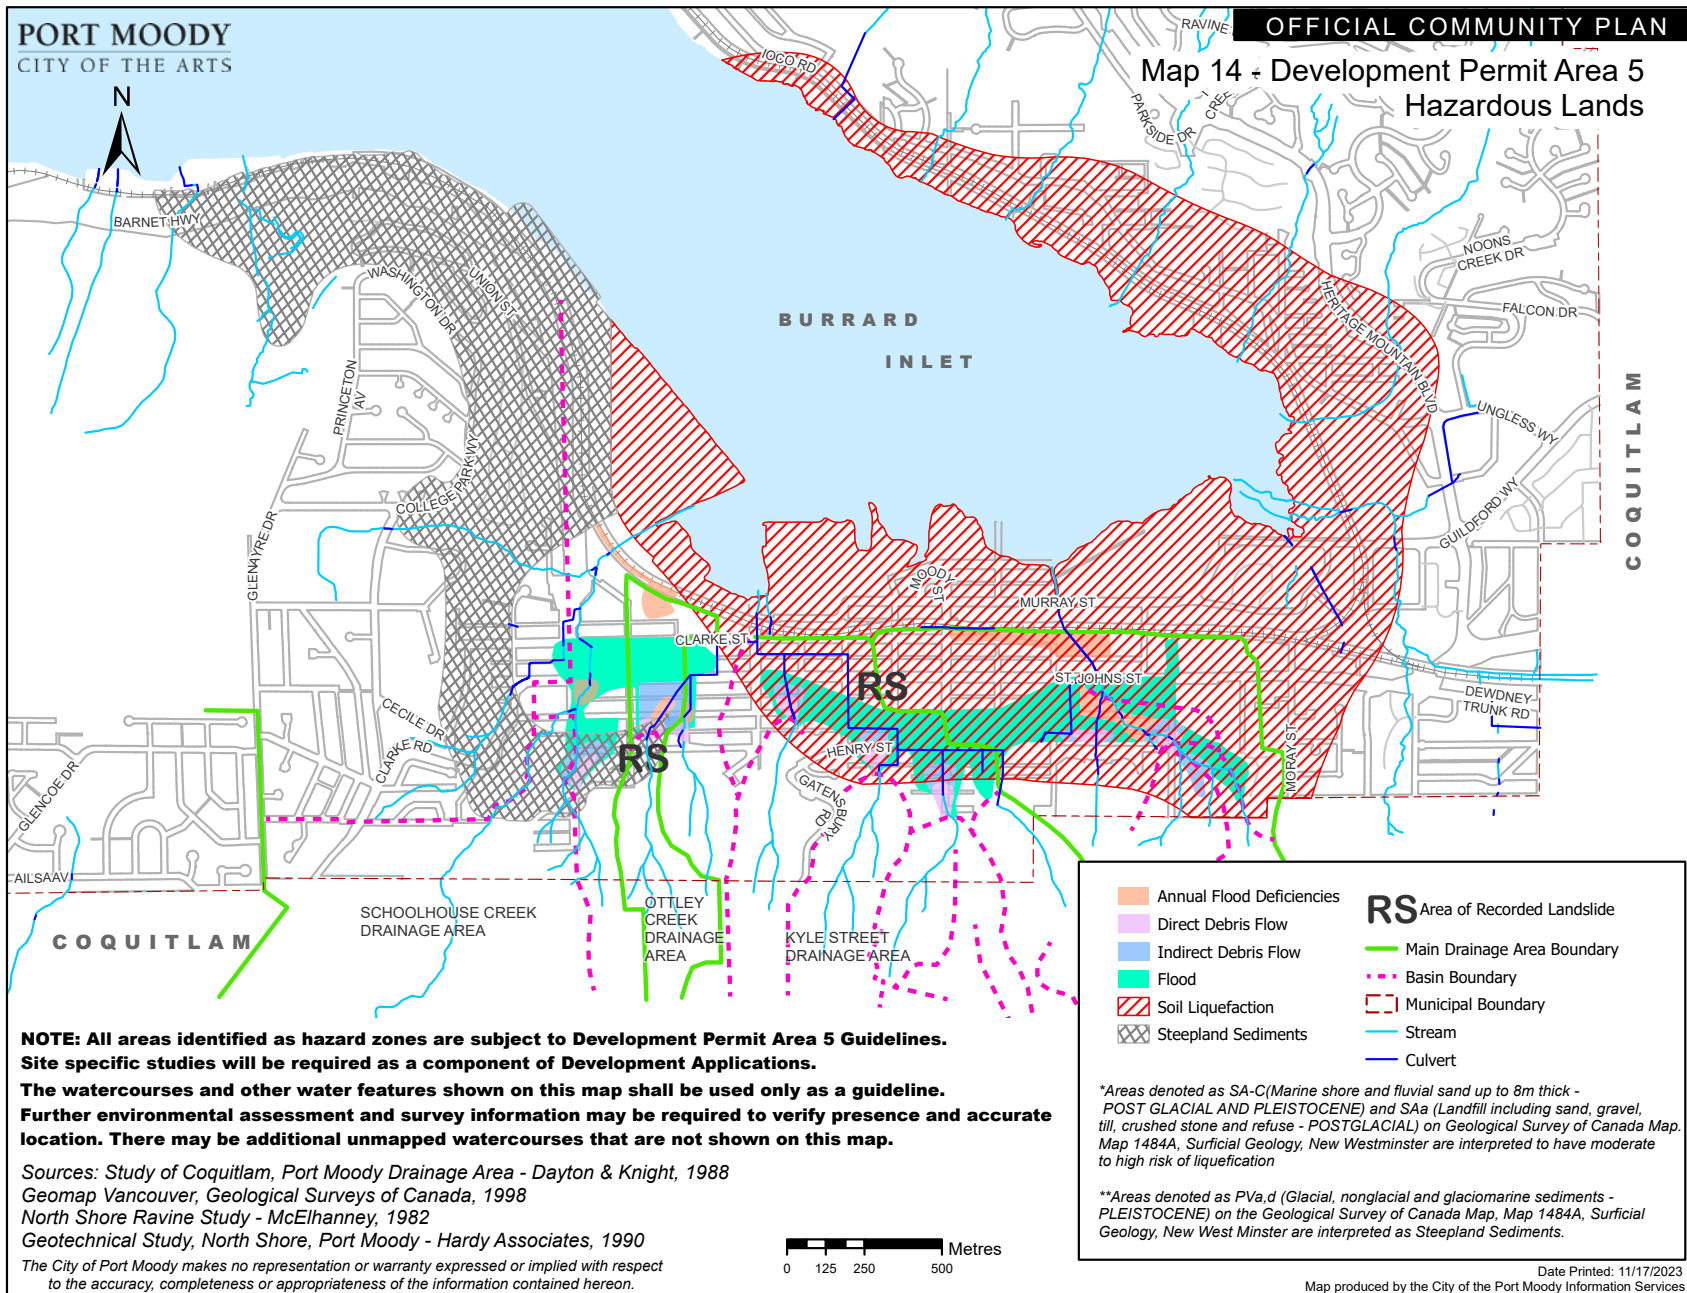 PORT MOODY
CITY OF THE ARTS
OFFICIAL COMMUNITY PLAN
Map 14 - Development Permit Area 5
Hazardous Lands
N
IOCO RD
RAVINE
PARKSIDE DR
BARNET HWY
WASHINGTON DR
UNION ST
NOONS
CREEK DR
FALCON DR
HERITAGE MOUNTAIN BLVD
BURRARD
INLET
PRINCETON
AV
UNGLESS WY
COLLEGE PARK WY
GUILDFORD WY
COQUITLAM
GLENAYRE DR
MOODY
ST
MURRAY ST
CLARKE ST
ST JOHNS ST
RS
DEWDNEY
TRUNK RD
CECILE DR
CLARKE RD
HENRY ST
RS
MORAY ST
GLENCOE DR
GATENSBURY
RD
AILSA AV
SCHOOLHOUSE CREEK
DRAINAGE AREA
OTTLEY
CREEK
DRAINAGE
AREA
KYLE STREET
DRAINAGE AREA
COQUITLAM
Annual Flood Deficiencies
Direct Debris Flow
Indirect Debris Flow
Flood
Soil Liquefaction
Steepland Sediments
RS Area of Recorded Landslide
Main Drainage Area Boundary
Basin Boundary
Municipal Boundary
Stream
Culvert
*Areas denoted as SA-C(Marine shore and fluvial sand up to 8m thick -
POST GLACIAL AND PLEISTOCENE) and SAa (Landfill including sand, gravel,
till, crushed stone and refuse - POSTGLACIAL) on Geological Survey of Canada Map.
Map 1484A, Surficial Geology, New Westminster are interpreted to have moderate
to high risk of liquefication
**Areas denoted as PVa,d (Glacial, nonglacial and glaciomarine sediments -
PLEISTOCENE) on the Geological Survey of Canada Map, Map 1484A, Surficial
Geology, New West Minster are interpreted as Steepland Sediments.
NOTE: All areas identified as hazard zones are subject to Development Permit Area 5 Guidelines.
Site specific studies will be required as a component of Development Applications.
The watercourses and other water features shown on this map shall be used only as a guideline.
Further environmental assessment and survey information may be required to verify presence and accurate
location. There may be additional unmapped watercourses that are not shown on this map.
Sources: Study of Coquitlam, Port Moody Drainage Area - Dayton & Knight, 1988
Geomap Vancouver, Geological Surveys of Canada, 1998
North Shore Ravine Study - McElhanney, 1982
Geotechnical Study, North Shore, Port Moody - Hardy Associates, 1990
The City of Port Moody makes no representation or warranty expressed or implied with respect
to the accuracy, completeness or appropriateness of the information contained hereon.
Metres
0 125 250 500
Date Printed: 11/17/2023
Map produced by the City of the Port Moody Information Services